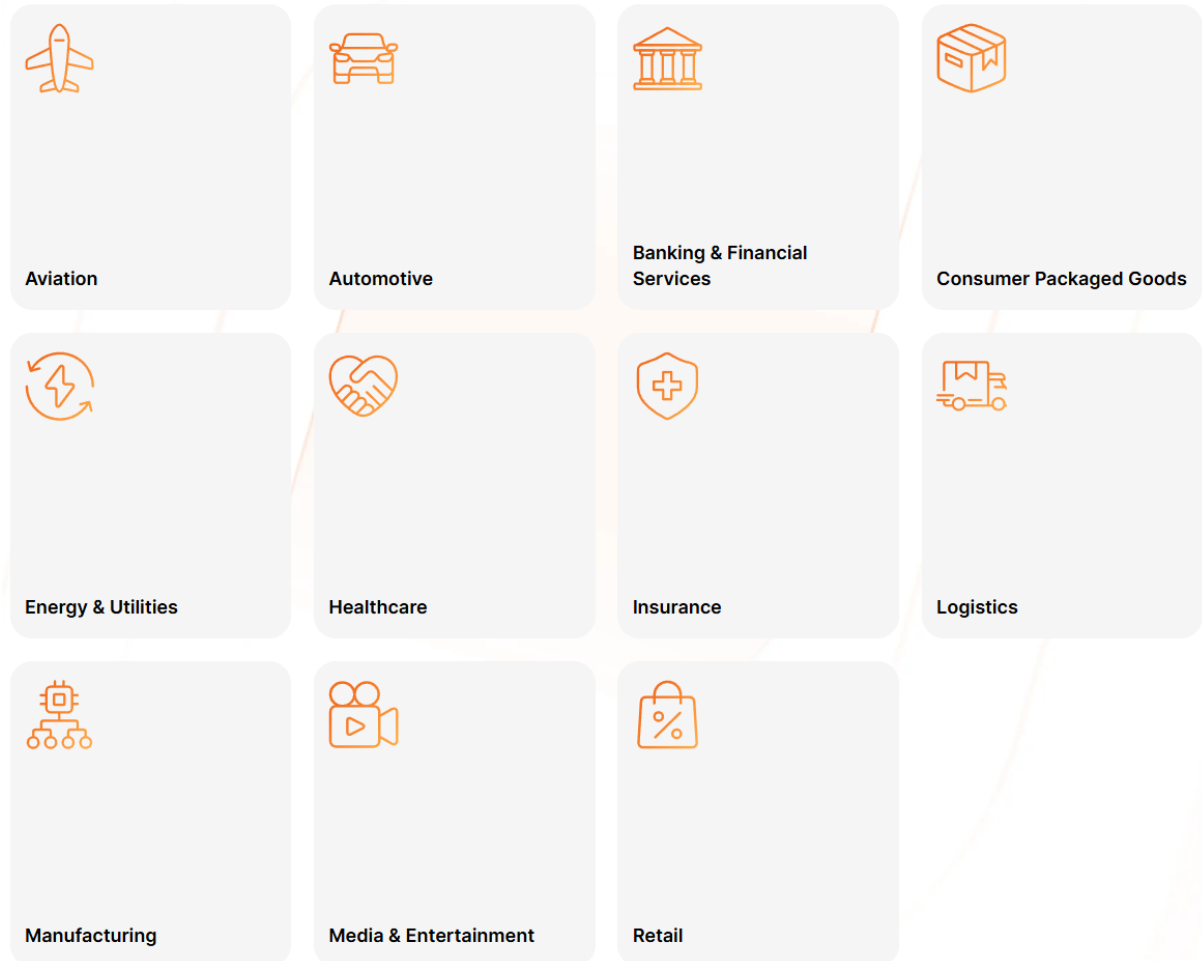 Aviation
Automotive
Banking & Financial
Services
Consumer Packaged Goods
Energy & Utilities
Healthcare
Insurance
Logistics
Manufacturing
Media & Entertainment
Retail